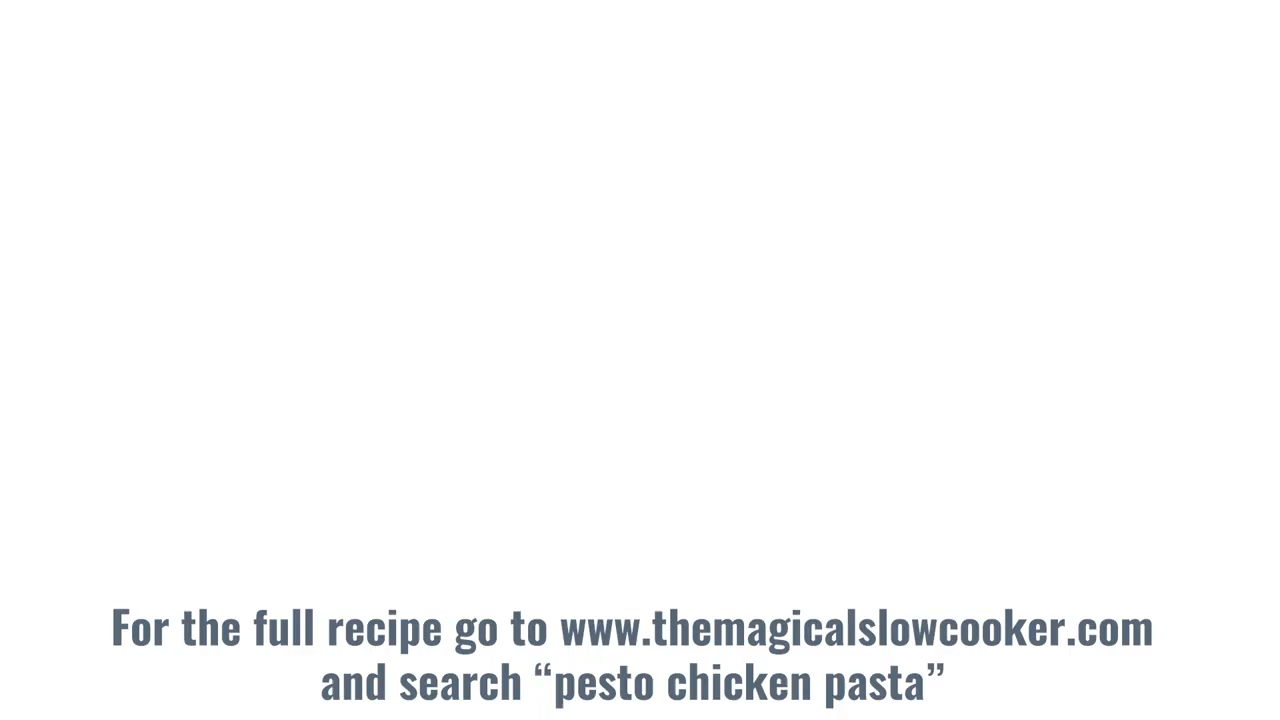 For the full recipe go to www.themagicalslowcooker.com
and search “pesto chicken pasta”